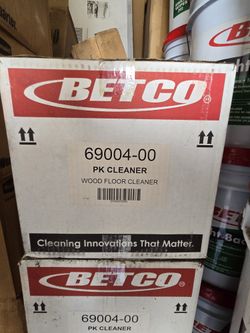 BETCO
69004-00
PK CLEANER
WOOD FLOOR CLEANER
Cleaning Innovations That Matter.
BETCO
69004-00
PK CLEANER